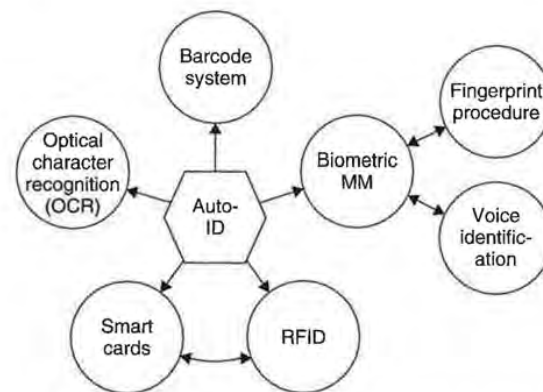 Barcode
system
Fingerprint
procedure
Optical
character
recognition
(OCR)
Biometric
MM
Auto-
ID
Voice
identific-
ation
Smart
cards
RFID